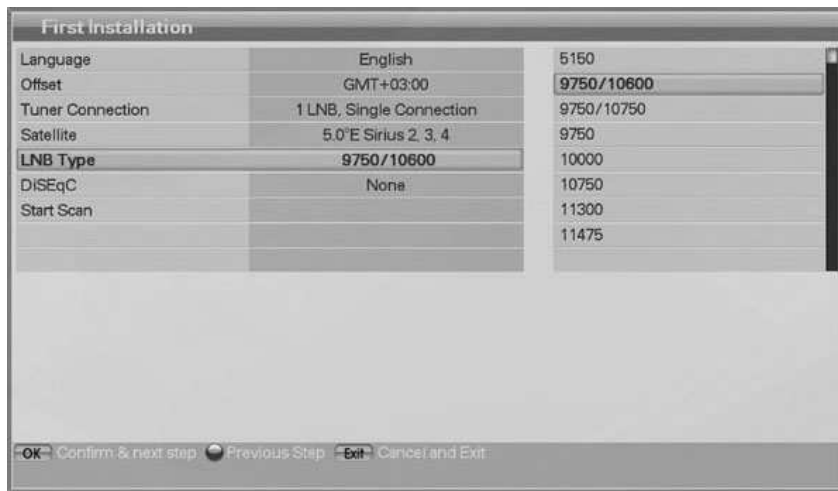 First Installation
Language English
Offset GMT+03:00
Tuner Connection 1 LNB, Single Connection
Satellite 5.0°E Sirius 2, 3, 4
LNB Type 9750/10600
DiSEqC None
Start Scan
5150
9750/10600
9750/10750
9750
10000
10750
11300
11475
OK Confirm & next step Previous Step Exit Cancel and Exit